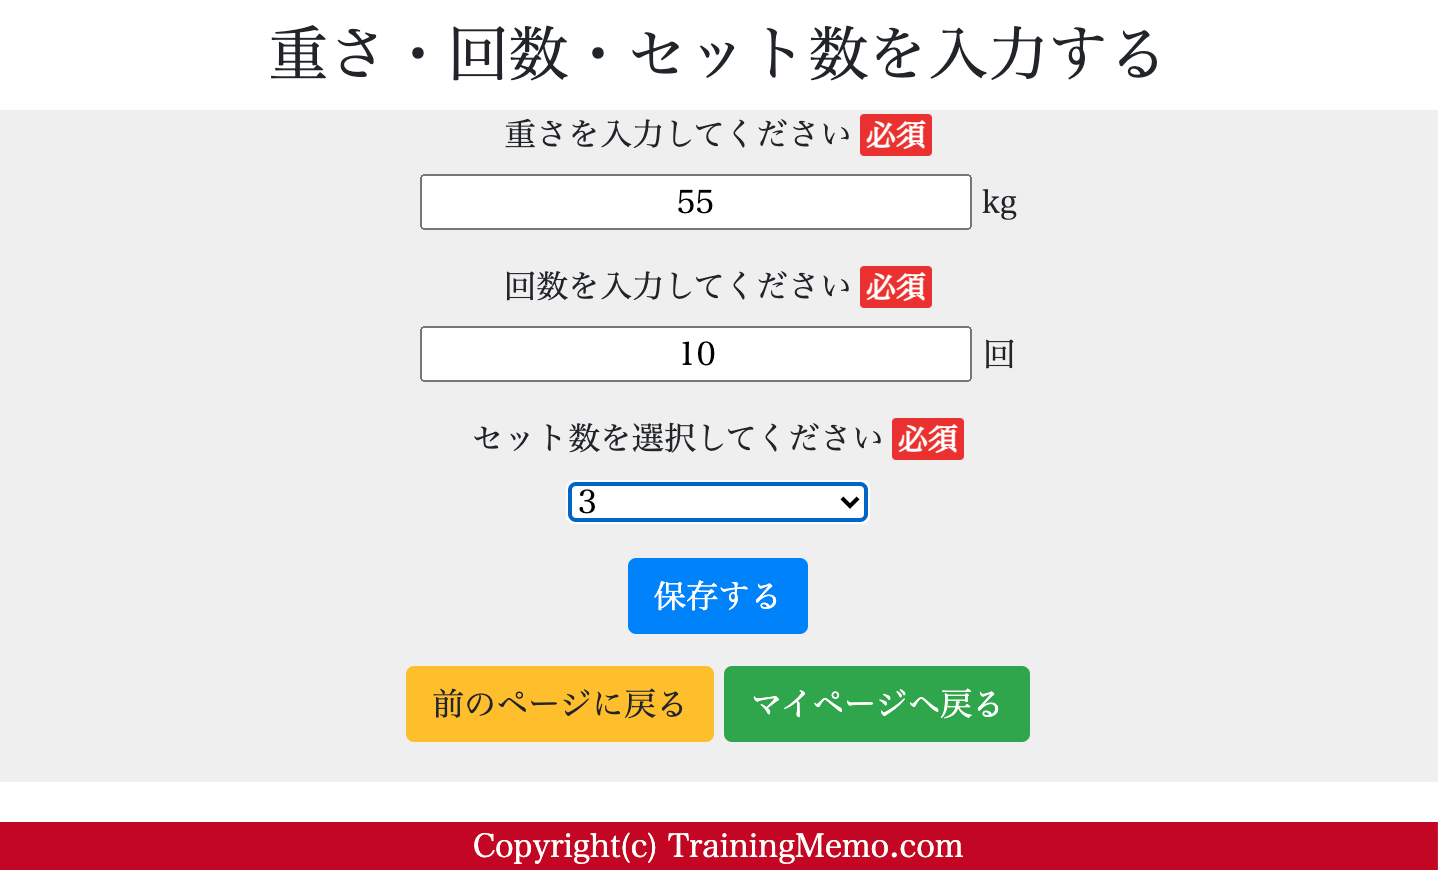 重さ・回数・セット数を入力する
重さを入力してください 必須
55 kg
回数を入力してください 必須
10 回
セット数を選択してください 必須
3
保存する
前のページに戻る マイページへ戻る
Copyright(c) TrainingMemo.com